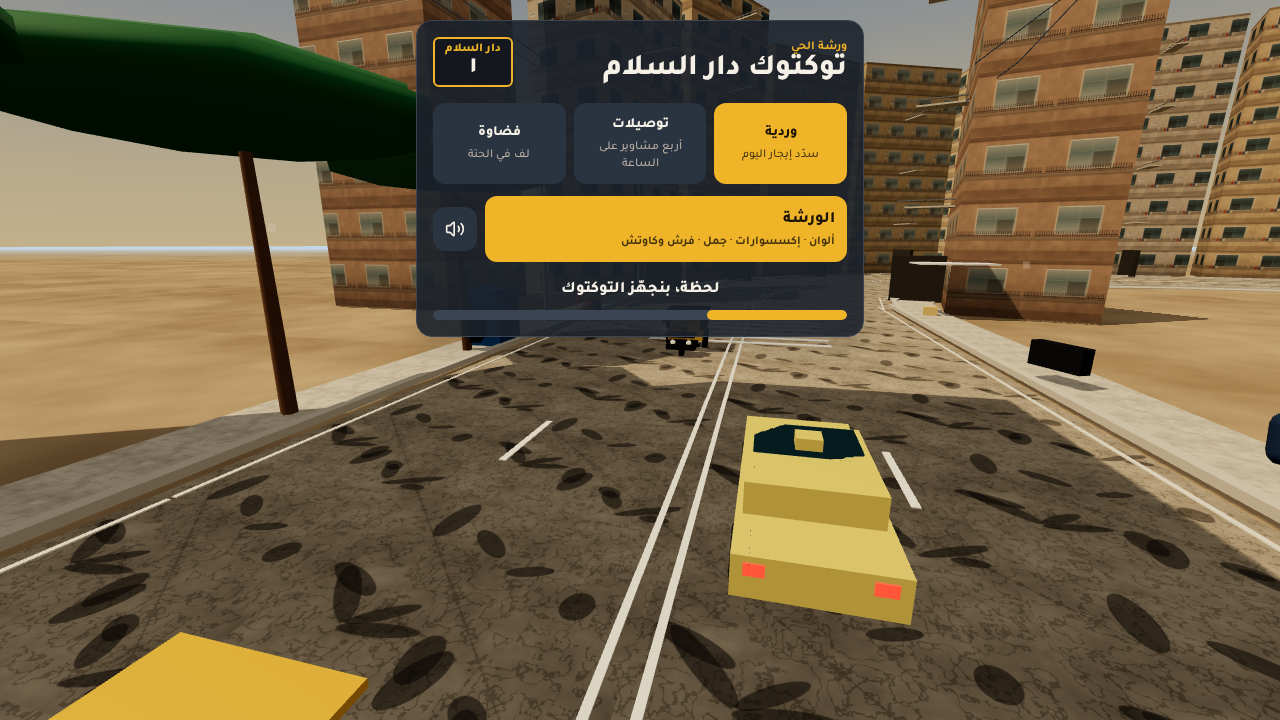 ورشة الحي
توكتوك دار السلام
دار السلام
١
وردية
سدّد إيجار اليوم
توصيلات
أربع مشاوير على
الساعة
فضاوة
لف في الحتة
الورشة
ألوان · إكسسوارات · جمل · فرش وكاوتش
لحظة، بنجهّز التوكتوك